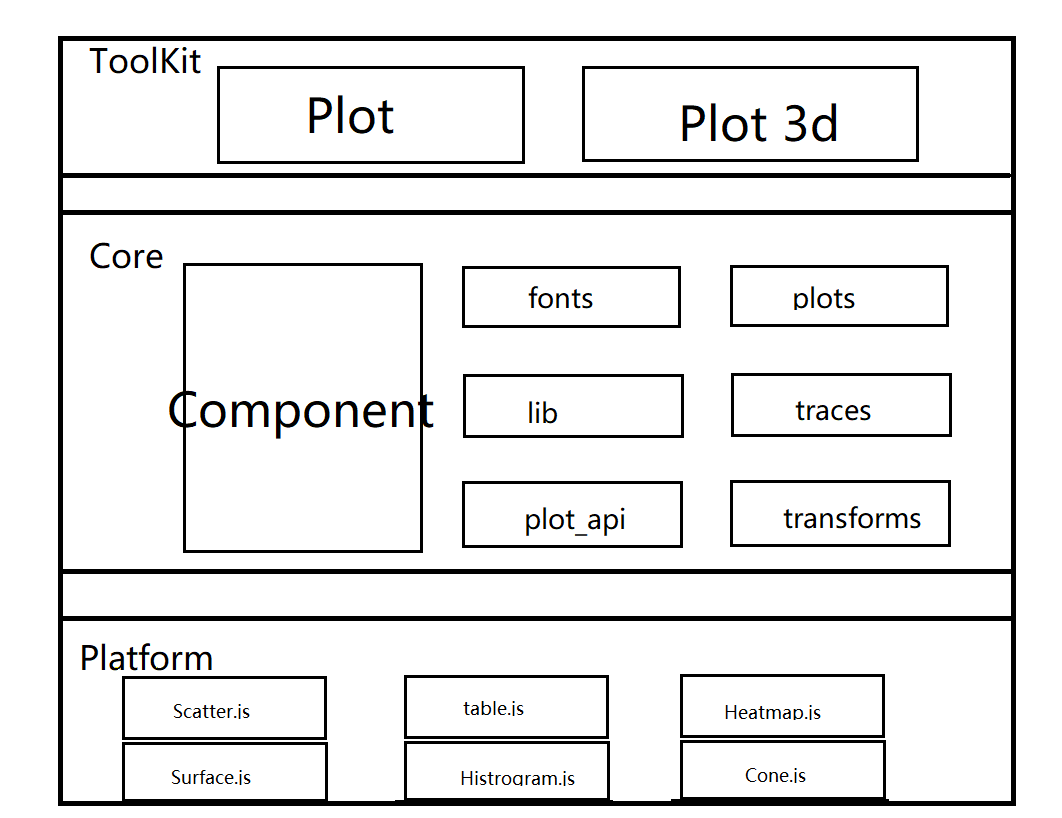 ToolKit
Plot
Plot 3d
Core
Component
fonts
plots
lib
traces
plot_api
transforms
Platform
Scatter.js
table.js
Heatmap.js
Surface.js
Histrogram.js
Cone.js